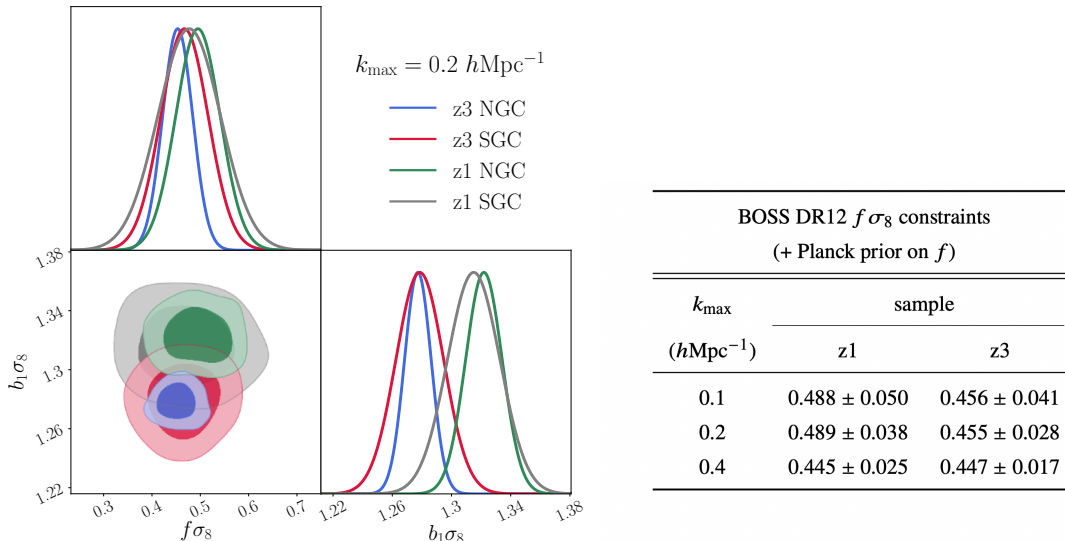 k_max = 0.2 hMpc⁻¹
z3 NGC
z3 SGC
z1 NGC
z1 SGC
1.38
1.34
1.3
1.26
1.22
b₁σ₈
0.3 0.4 0.5 0.6 0.7
fσ₈
1.22 1.26 1.3 1.34 1.38
b₁σ₈
BOSS DR12 fσ₈ constraints
(+ Planck prior on f)
k_max sample
(hMpc⁻¹) z1 z3
0.1 0.488 ± 0.050 0.456 ± 0.041
0.2 0.489 ± 0.038 0.455 ± 0.028
0.4 0.445 ± 0.025 0.447 ± 0.017